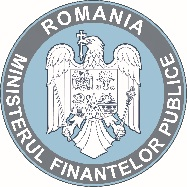 ROMANIA
MINISTERUL FINANTELOR PUBLICE